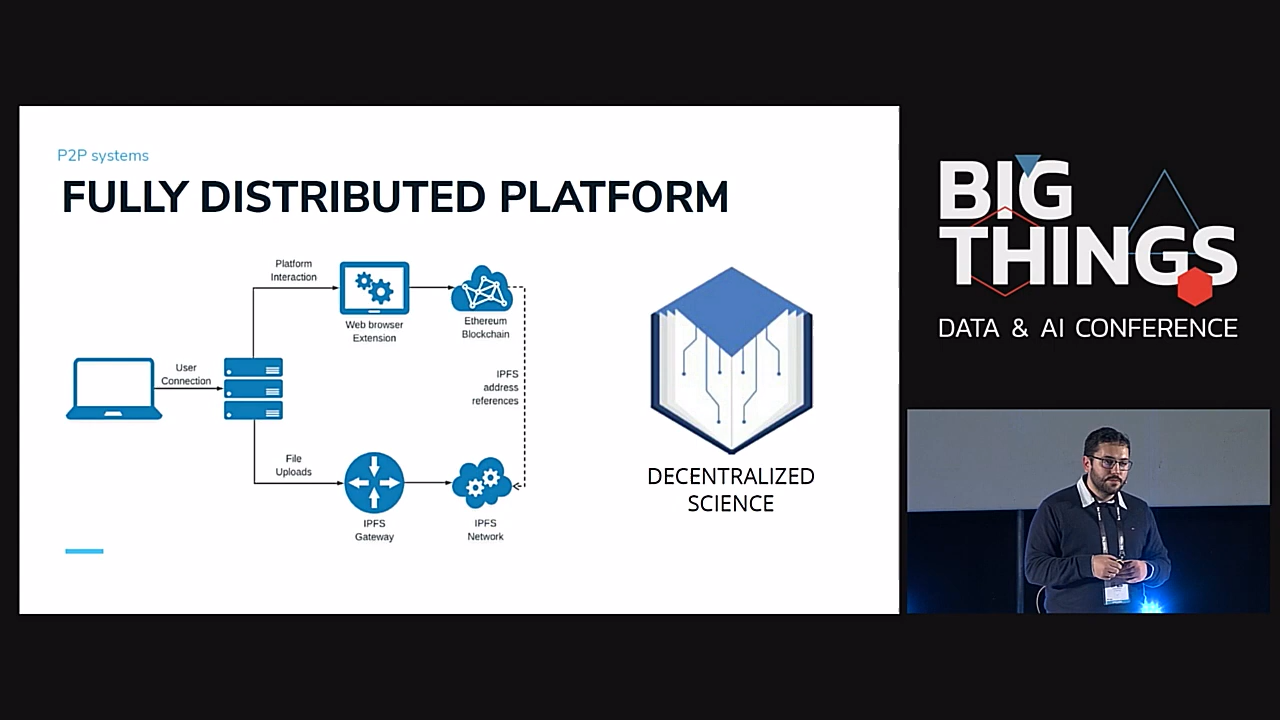 P2P systems
FULLY DISTRIBUTED PLATFORM
Platform
Interaction
Web browser
Extension
Ethereum
Blockchain
User
Connection
IPFS
address
references
File
Uploads
IPFS
Gateway
IPFS
Network
DECENTRALIZED
SCIENCE
BIG
THINGS
DATA & AI CONFERENCE